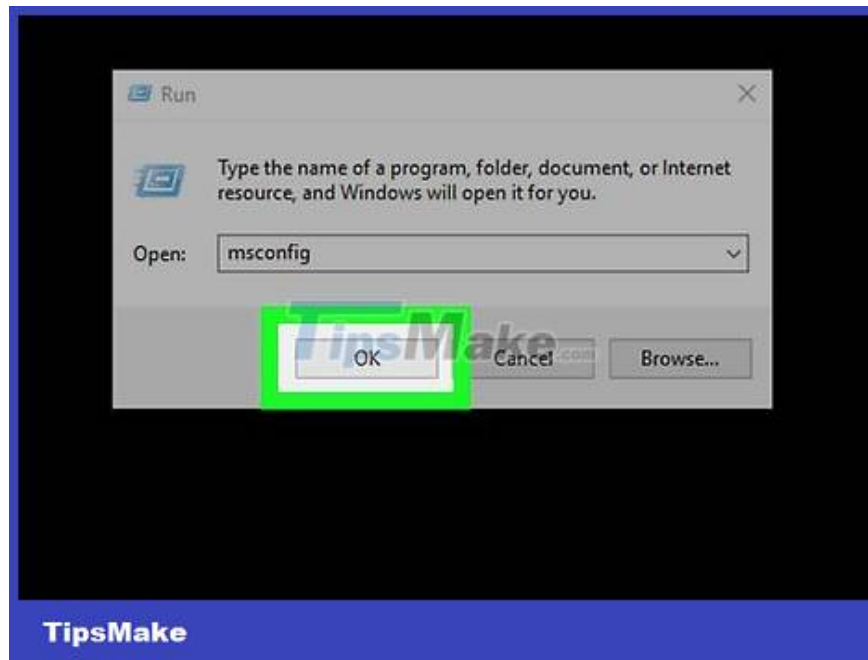 Run
Type the name of a program, folder, document, or Internet
resource, and Windows will open it for you.
Open: msconfig
TipsMake.com
OK Cancel Browse...
TipsMake